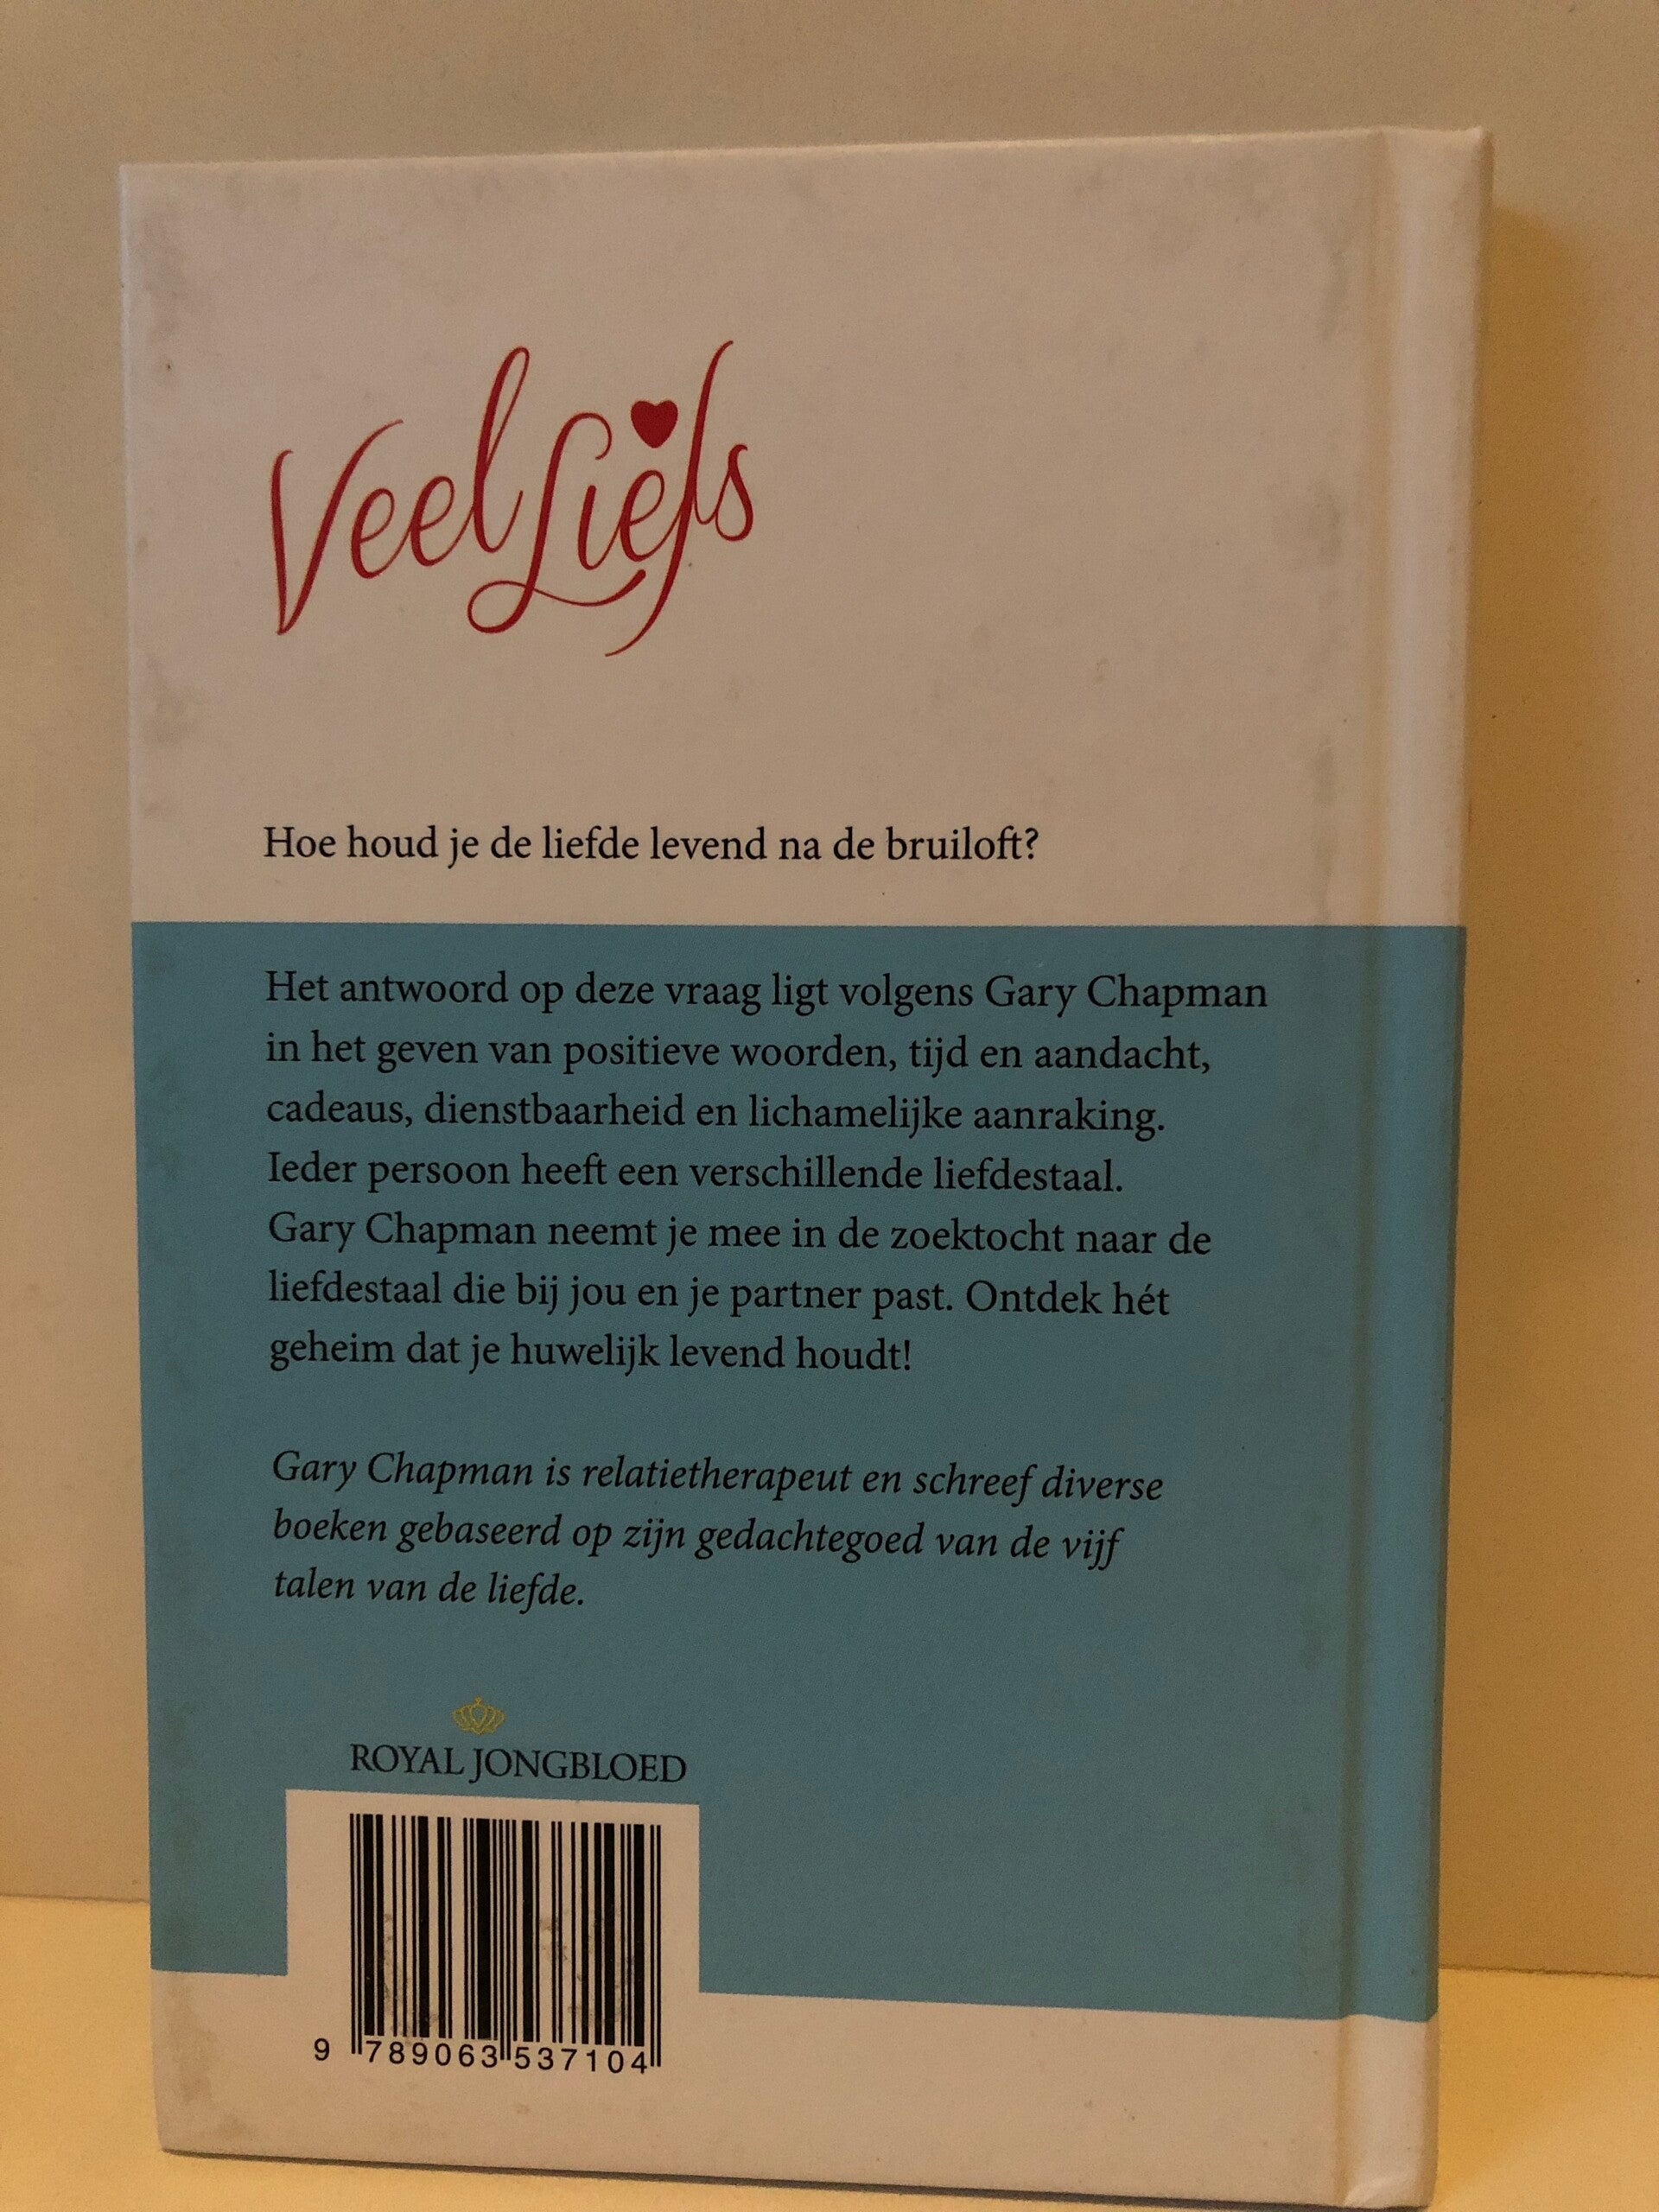 Veel Liefs
Hoe houd je de liefde levend na de bruiloft?
Het antwoord op deze vraag ligt volgens Gary Chapman
in het geven van positieve woorden, tijd en aandacht,
cadeaus, dienstbaarheid en lichamelijke aanraking.
Ieder persoon heeft een verschillende liefdestaal.
Gary Chapman neemt je mee in de zoektocht naar de
liefdestaal die bij jou en je partner past. Ontdek hét
geheim dat je huwelijk levend houdt!
Gary Chapman is relatietherapeut en schreef diverse
boeken gebaseerd op zijn gedachtegoed van de vijf
talen van de liefde.
ROYAL JONGBLOED
9 789063 537104